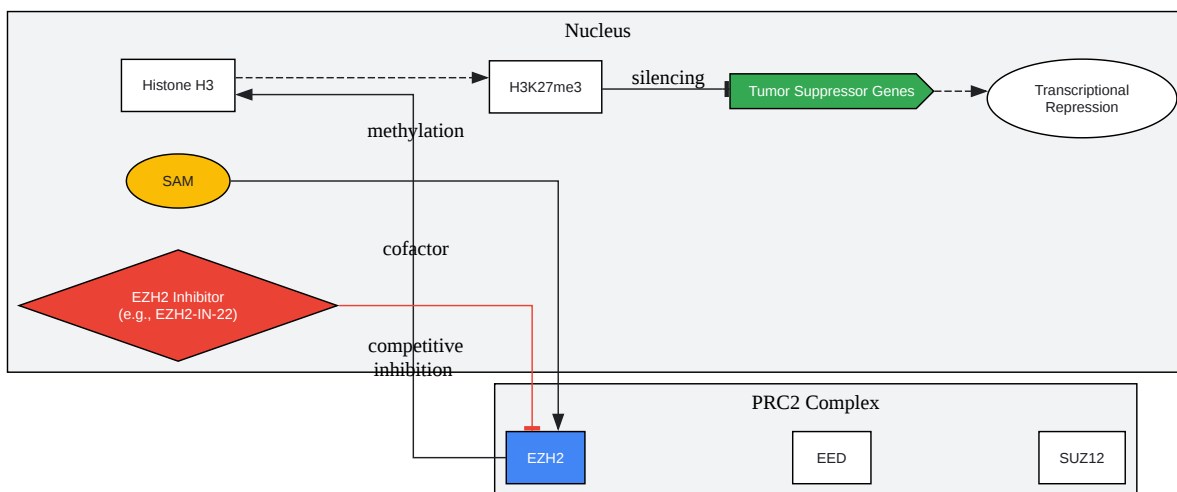 Nucleus
Histone H3
H3K27me3
silencing
Tumor Suppressor Genes
Transcriptional
Repression
methylation
SAM
cofactor
EZH2 Inhibitor
(e.g., EZH2-IN-22)
competitive
inhibition
PRC2 Complex
EZH2
EED
SUZ12